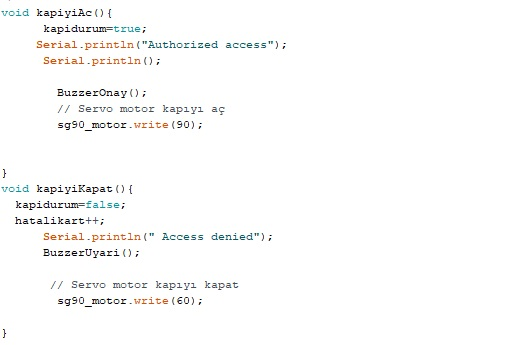 void kapiyiAc(){
kapidurum=true;
Serial.println("Authorized access");
Serial.println();
BuzzerOnay();
// Servo motor kapıyı aç
sg90_motor.write(90);
}
void kapiyiKapat(){
kapidurum=false;
hatalikart++;
Serial.println(" Access denied");
BuzzerUyari();
// Servo motor kapıyı kapat
sg90_motor.write(60);
}